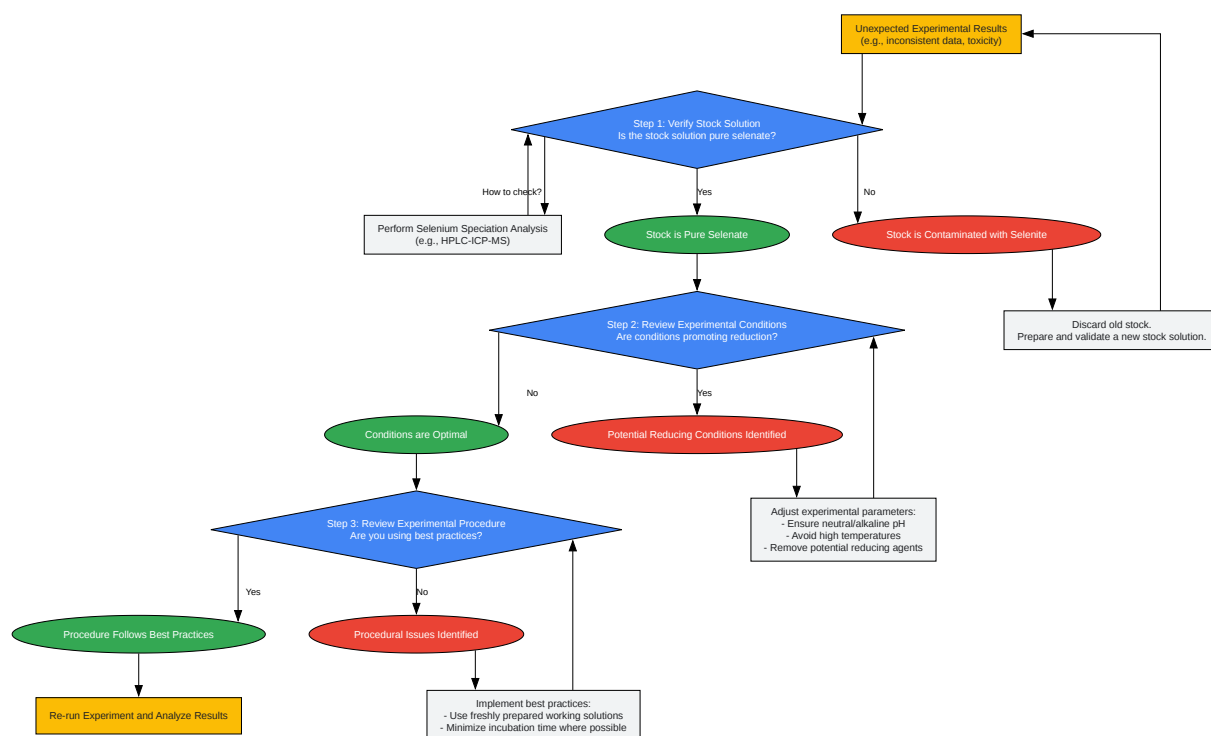 Unexpected Experimental Results
(e.g., inconsistent data, toxicity)
Step 1: Verify Stock Solution
Is the stock solution pure selenate?
How to check?
Yes
No
Perform Selenium Speciation Analysis
(e.g., HPLC-ICP-MS)
Stock is Pure Selenate
Stock is Contaminated with Selenite
Discard old stock.
Prepare and validate a new stock solution.
Step 2: Review Experimental Conditions
Are conditions promoting reduction?
No
Yes
Conditions are Optimal
Potential Reducing Conditions Identified
Adjust experimental parameters:
- Ensure neutral/alkaline pH
- Avoid high temperatures
- Remove potential reducing agents
Step 3: Review Experimental Procedure
Are you using best practices?
Yes
No
Procedure Follows Best Practices
Procedural Issues Identified
Re-run Experiment and Analyze Results
Implement best practices:
- Use freshly prepared working solutions
- Minimize incubation time where possible